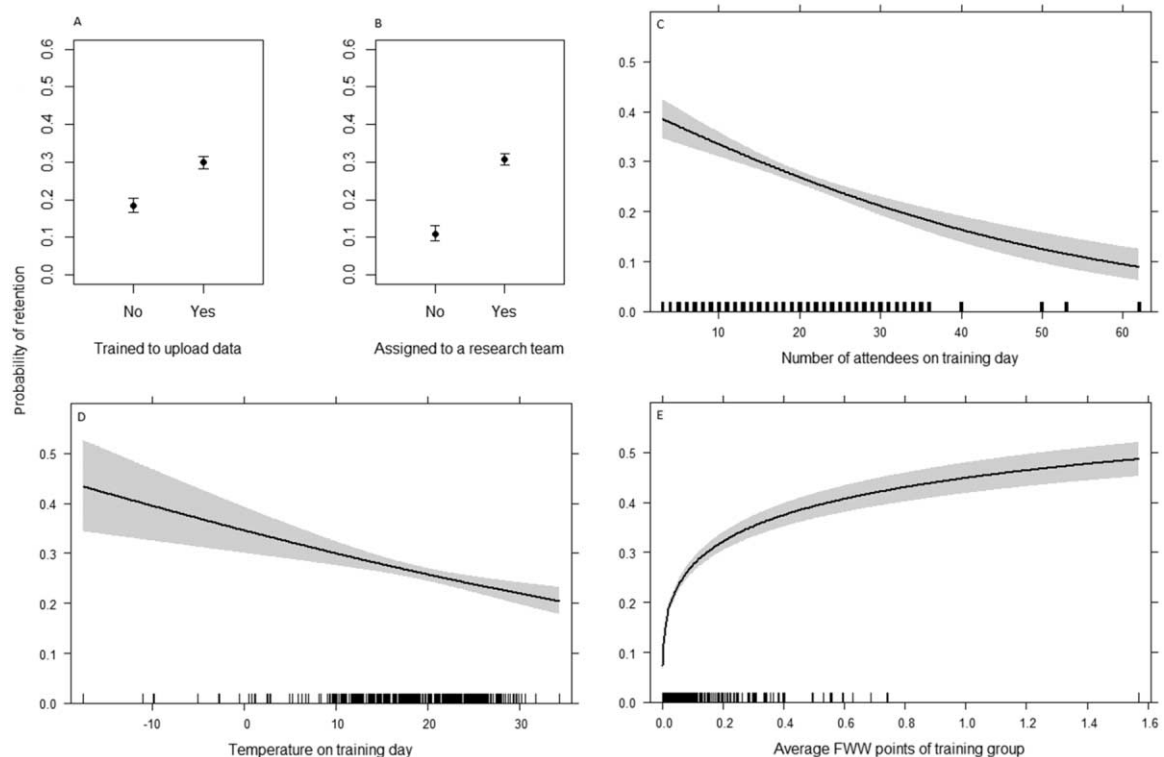 Probability of retention
A
0.6
0.5
0.4
0.3
0.2
0.1
0.0
No Yes
Trained to upload data
B
0.6
0.5
0.4
0.3
0.2
0.1
0.0
No Yes
Assigned to a research team
C
0.5
0.4
0.3
0.2
0.1
0.0
10 20 30 40 50 60
Number of attendees on training day
D
0.5
0.4
0.3
0.2
0.1
0.0
-10 0 10 20 30
Temperature on training day
E
0.5
0.4
0.3
0.2
0.1
0.0
0.0 0.2 0.4 0.6 0.8 1.0 1.2 1.4 1.6
Average FWW points of training group